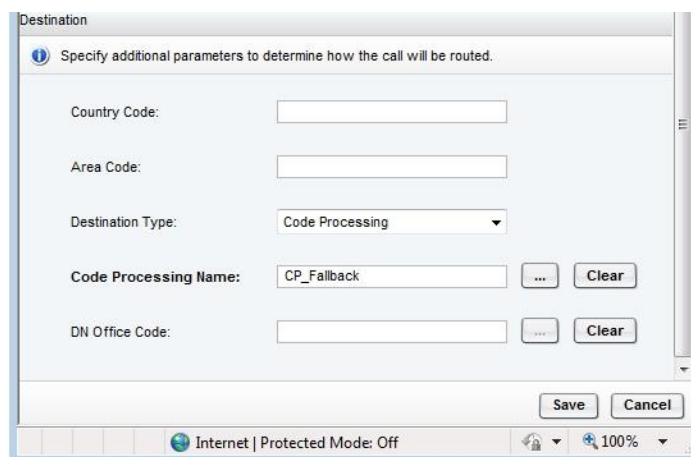 Destination
Specify additional parameters to determine how the call will be routed.
Country Code:
Area Code:
Destination Type: Code Processing
Code Processing Name: CP_Fallback ... Clear
DN Office Code: ... Clear
Save Cancel
Internet | Protected Mode: Off 100%